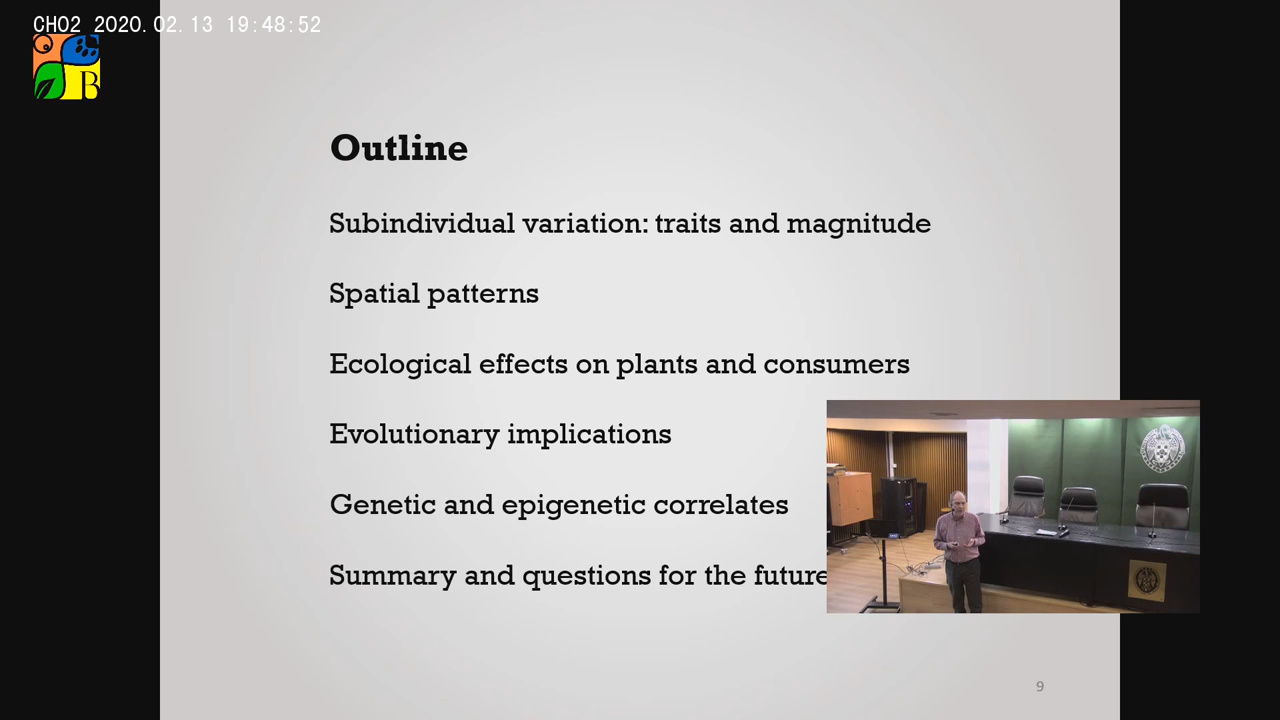 CH02 2020.02.13 19:48:52
B
Outline
Subindividual variation: traits and magnitude
Spatial patterns
Ecological effects on plants and consumers
Evolutionary implications
Genetic and epigenetic correlates
Summary and questions for the future
9